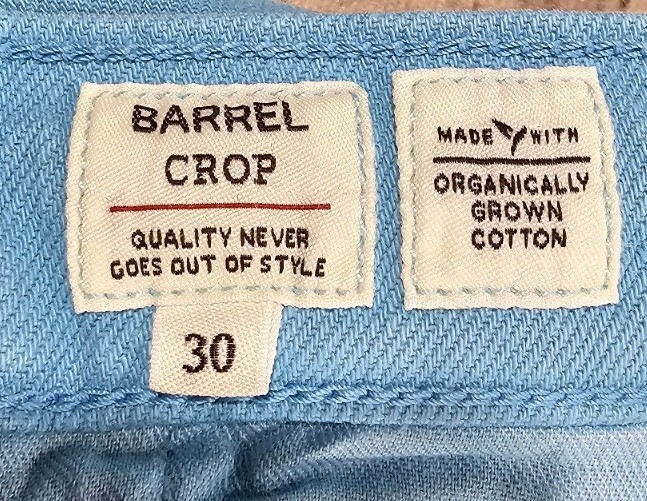 BARREL
CROP
QUALITY NEVER
GOES OUT OF STYLE
30
MADE WITH
ORGANICALLY
GROWN
COTTON